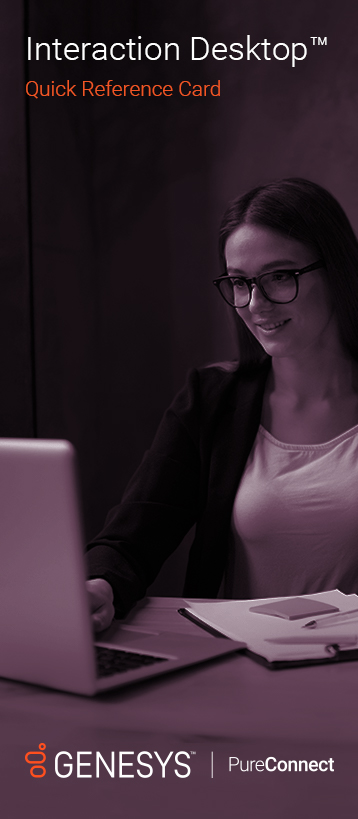 Interaction Desktop™
Quick Reference Card
GENESYS™ | PureConnect